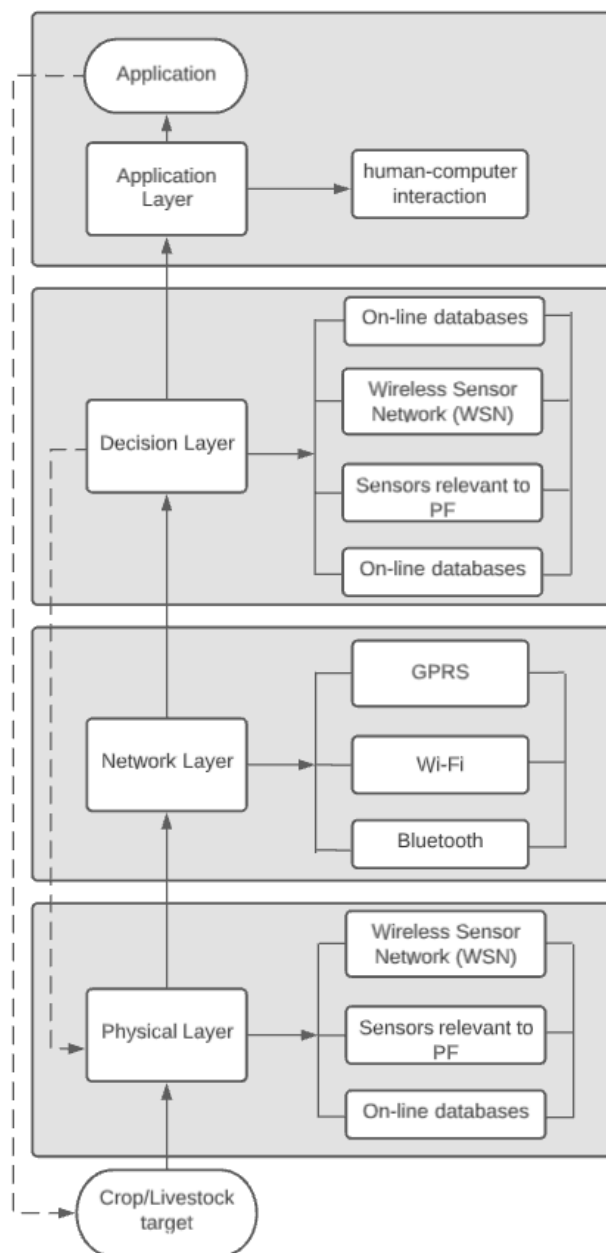 Application
Application
Layer
human-computer
interaction
On-line databases
Wireless Sensor
Network (WSN)
Decision Layer
Sensors relevant to
PF
On-line databases
GPRS
Network Layer
Wi-Fi
Bluetooth
Wireless Sensor
Network (WSN)
Physical Layer
Sensors relevant to
PF
On-line databases
Crop/Livestock
target